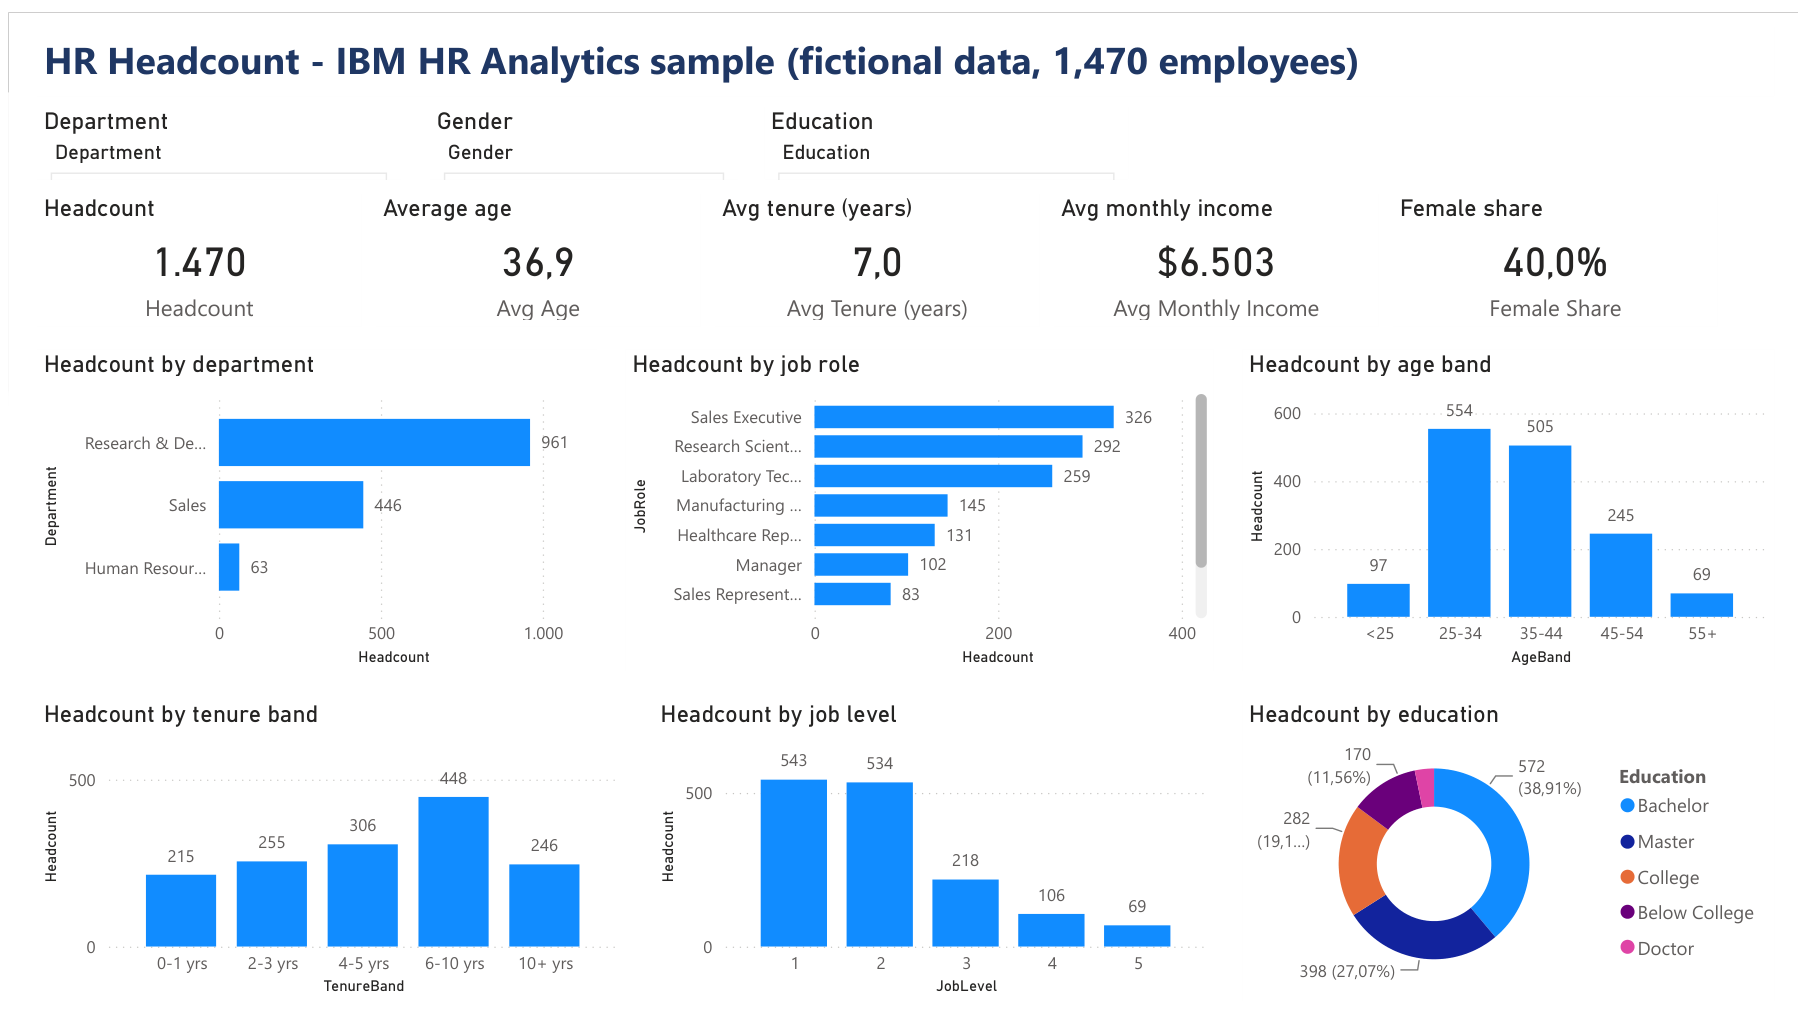 HR Headcount - IBM HR Analytics sample (fictional data, 1,470 employees)
Department
Department
Gender
Gender
Education
Education
Headcount
1.470
Headcount
Average age
36,9
Avg Age
Avg tenure (years)
7,0
Avg Tenure (years)
Avg monthly income
$6.503
Avg Monthly Income
Female share
40,0%
Female Share
Headcount by department
Department
Research & De... 961
Sales 446
Human Resour... 63
0 500 1.000
Headcount
Headcount by job role
JobRole
Sales Executive 326
Research Scient... 292
Laboratory Tec... 259
Manufacturing ... 145
Healthcare Rep... 131
Manager 102
Sales Represent... 83
0 200 400
Headcount
Headcount by age band
Headcount
600
400
200
0
97 554 505 245 69
<25 25-34 35-44 45-54 55+
AgeBand
Headcount by tenure band
Headcount
500
0
215 255 306 448 246
0-1 yrs 2-3 yrs 4-5 yrs 6-10 yrs 10+ yrs
TenureBand
Headcount by job level
Headcount
500
0
543 534 218 106 69
1 2 3 4 5
JobLevel
Headcount by education
170
(11,56%)
572
(38,91%)
282
(19,1...)
398 (27,07%)
Education
Bachelor
Master
College
Below College
Doctor